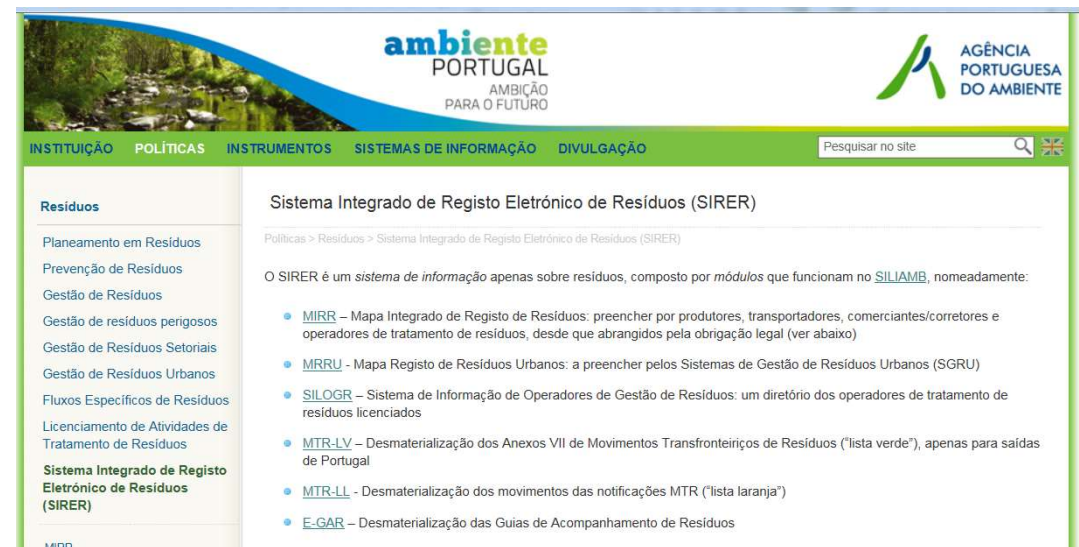 ambiente
PORTUGAL
AMBIÇÃO
PARA O FUTURO
AGÊNCIA
PORTUGUESA
DO AMBIENTE
INSTITUIÇÃO POLÍTICAS INSTRUMENTOS SISTEMAS DE INFORMAÇÃO DIVULGAÇÃO Pesquisar no site
Resíduos
Planeamento em Resíduos
Prevenção de Resíduos
Gestão de Resíduos
Gestão de resíduos perigosos
Gestão de Resíduos Setoriais
Gestão de Resíduos Urbanos
Fluxos Específicos de Resíduos
Licenciamento de Atividades de
Tratamento de Resíduos
Sistema Integrado de Registo
Eletrónico de Resíduos
(SIRER)
MIRR
Sistema Integrado de Registo Eletrónico de Resíduos (SIRER)
Políticas > Resíduos > Sistema Integrado de Registo Eletrónico de Resíduos (SIRER)
O SIRER é um sistema de informação apenas sobre resíduos, composto por módulos que funcionam no SILIAMB, nomeadamente:
MIRR – Mapa Integrado de Registo de Resíduos: preencher por produtores, transportadores, comerciantes/corretores e
operadores de tratamento de resíduos, desde que abrangidos pela obrigação legal (ver abaixo)
MRRU - Mapa Registo de Resíduos Urbanos: a preencher pelos Sistemas de Gestão de Resíduos Urbanos (SGRU)
SILOGR – Sistema de Informação de Operadores de Gestão de Resíduos: um diretório dos operadores de tratamento de
resíduos licenciados
MTR-LV – Desmaterialização dos Anexos VII de Movimentos Transfronteiriços de Resíduos ("lista verde"), apenas para saídas
de Portugal
MTR-LL - Desmaterialização dos movimentos das notificações MTR ("lista laranja")
E-GAR – Desmaterialização das Guias de Acompanhamento de Resíduos